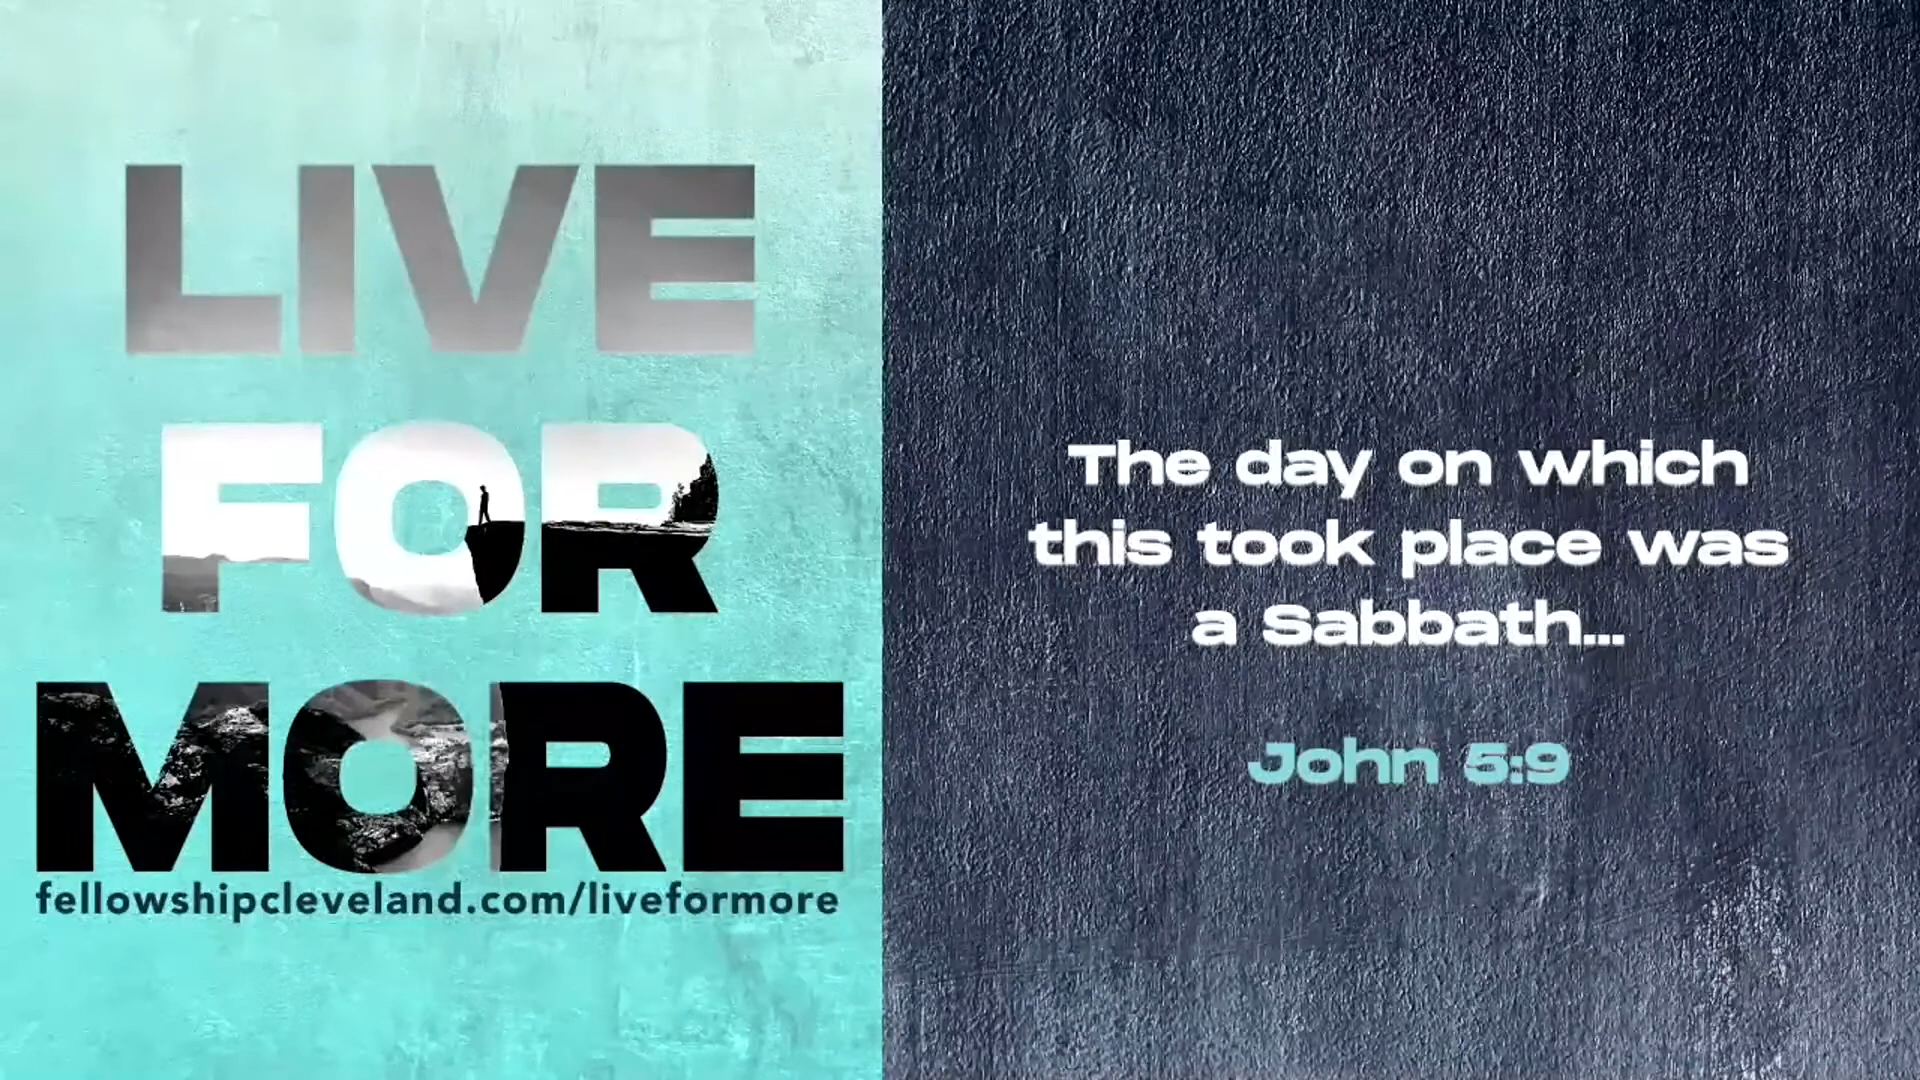 LIVE
FOR
MORE
fellowshipcleveland.com/liveformore
The day on which
this took place was
a Sabbath...
John 5:9